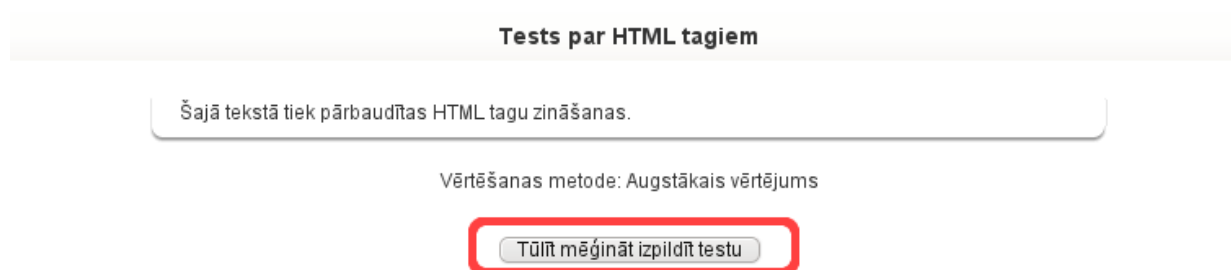 Tests par HTML tagiem
Šajā tekstā tiek pārbaudītas HTML tagu zināšanas.
Vērtēšanas metode: Augstākais vērtējums
Tūlīt mēģināt izpildīt testu